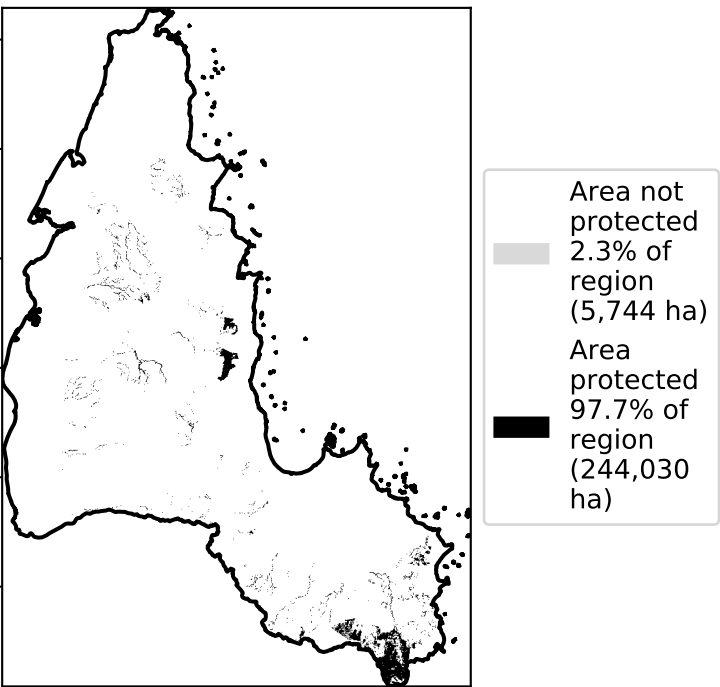 Area not
protected
2.3% of
region
(5,744 ha)
Area
protected
97.7% of
region
(244,030
ha)